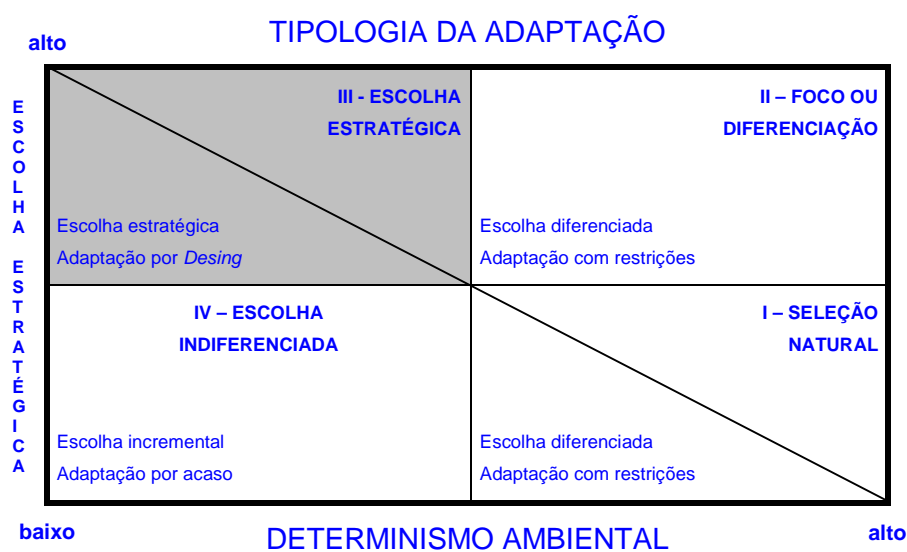 TIPOLOGIA DA ADAPTAÇÃO
alto
ESCOLHA ESTRATÉGICA
III - ESCOLHA
ESTRATÉGICA
Escolha estratégica
Adaptação por Desing
II – FOCO OU
DIFERENCIAÇÃO
Escolha diferenciada
Adaptação com restrições
IV – ESCOLHA
INDIFERENCIADA
Escolha incremental
Adaptação por acaso
I – SELEÇÃO
NATURAL
Escolha diferenciada
Adaptação com restrições
baixo
DETERMINISMO AMBIENTAL
alto